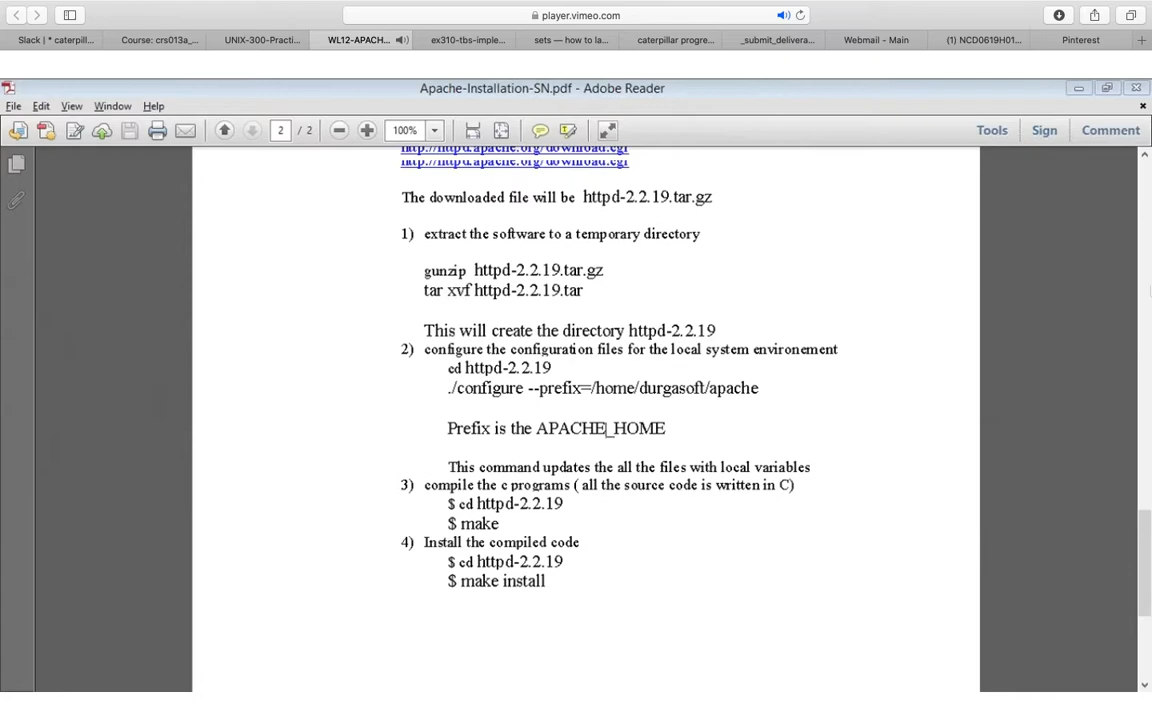 player.vimeo.com
Slack | * caterpill...
Course: crs013a_...
UNIX-300-Practi...
WL12-APACH...
ex310-tbs-imple...
sets — how to la...
caterpillar progre...
_submit_delivera...
Webmail - Main
(1) NCD0619H01...
Pinterest
Apache-Installation-SN.pdf - Adobe Reader
File Edit View Window Help
2 / 2
100%
Tools Sign Comment
http://httpd.apache.org/download.cgi
http://httpd.apache.org/download.cgi
The downloaded file will be httpd-2.2.19.tar.gz
1) extract the software to a temporary directory
gunzip httpd-2.2.19.tar.gz
tar xvf httpd-2.2.19.tar
This will create the directory httpd-2.2.19
2) configure the configuration files for the local system environement
cd httpd-2.2.19
./configure --prefix=/home/durgasoft/apache
Prefix is the APACHE_HOME
This command updates the all the files with local variables
3) compile the c programs ( all the source code is written in C)
$ cd httpd-2.2.19
$ make
4) Install the compiled code
$ cd httpd-2.2.19
$ make install